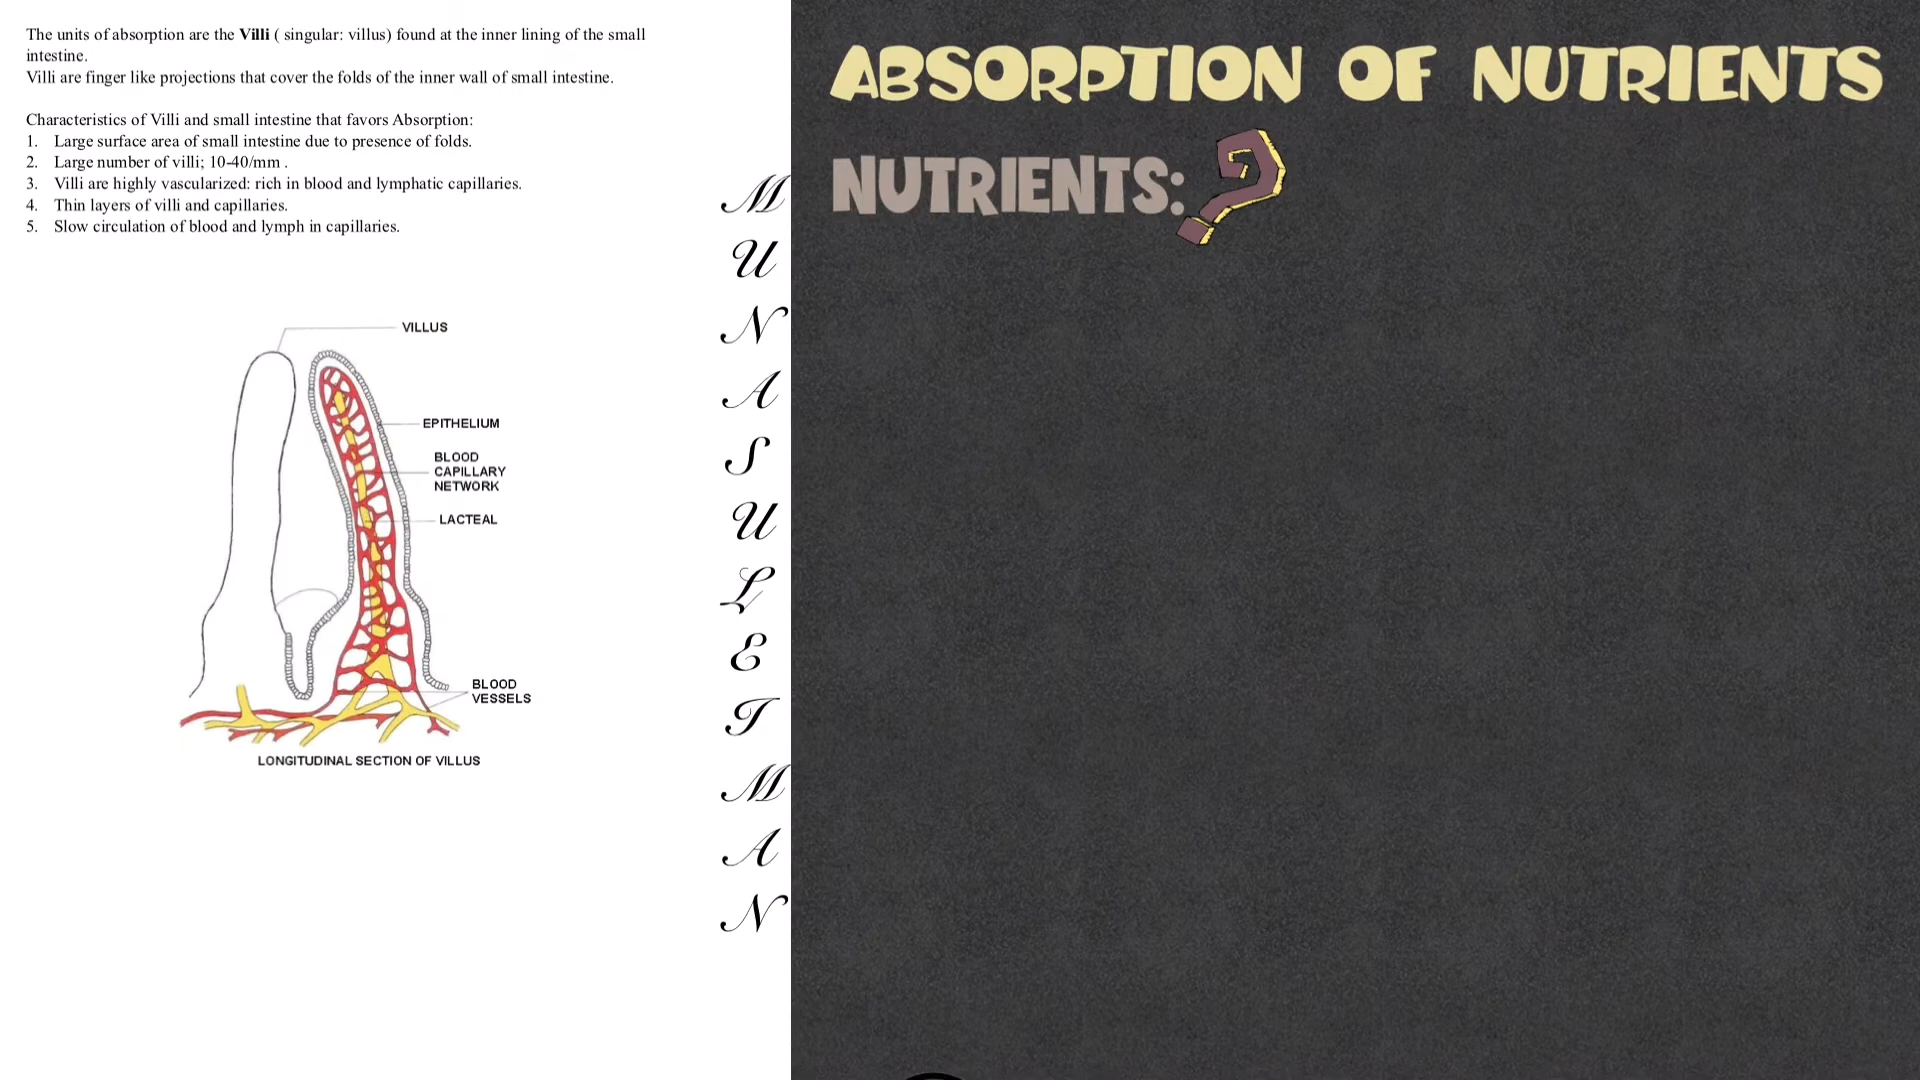 The units of absorption are the Villi ( singular: villus) found at the inner lining of the small
intestine.
Villi are finger like projections that cover the folds of the inner wall of small intestine.
Characteristics of Villi and small intestine that favors Absorption:
1. Large surface area of small intestine due to presence of folds.
2. Large number of villi; 10-40/mm .
3. Villi are highly vascularized: rich in blood and lymphatic capillaries.
4. Thin layers of villi and capillaries.
5. Slow circulation of blood and lymph in capillaries.
VILLUS
EPITHELIUM
BLOOD
CAPILLARY
NETWORK
LACTEAL
BLOOD
VESSELS
LONGITUDINAL SECTION OF VILLUS
M
U
N
A
S
U
L
E
T
M
A
N
ABSORPTION OF NUTRIENTS
NUTRIENTS:?